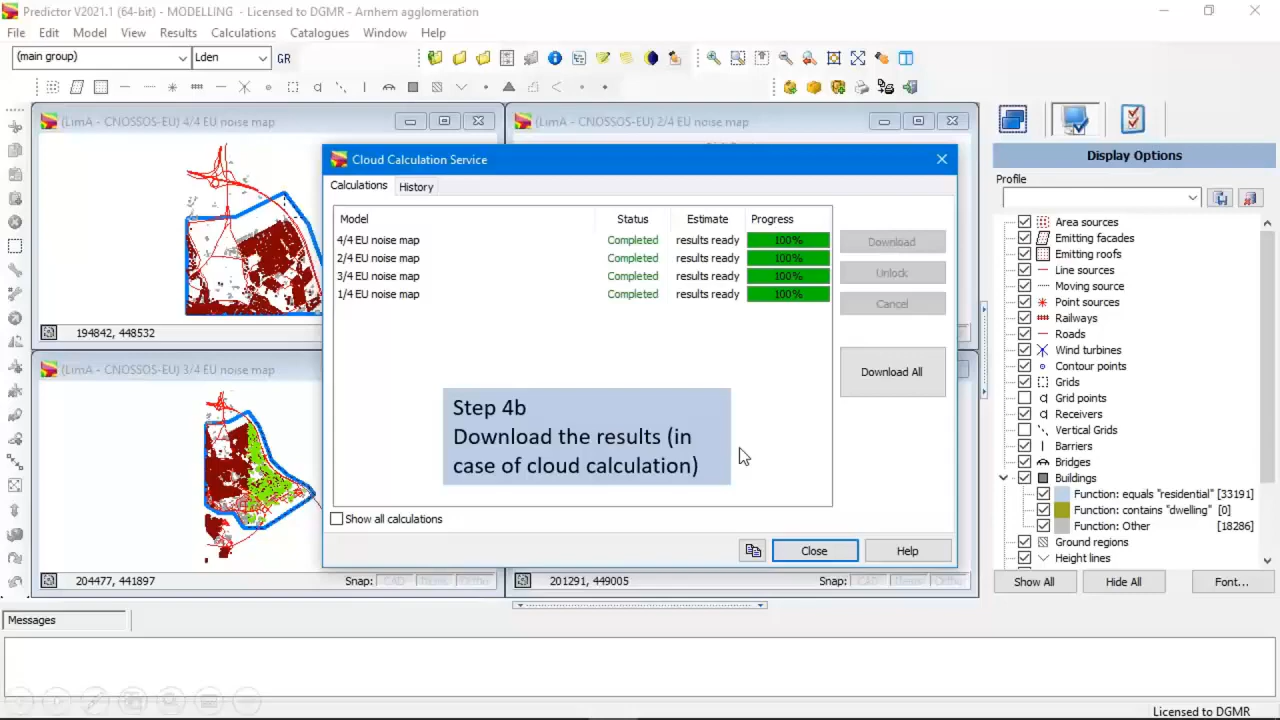 Predictor V2021.1 (64-bit) - MODELLING - Licensed to DGMR - Arnhem agglomeration
File Edit Model View Results Calculations Catalogues Window Help
(main group) Lden GR
(LimA - CNOSSOS-EU) 4/4 EU noise map
(LimA - CNOSSOS-EU) 2/4 EU noise map
Cloud Calculation Service
Calculations History
Model Status Estimate Progress
4/4 EU noise map Completed results ready 100%
2/4 EU noise map Completed results ready 100%
3/4 EU noise map Completed results ready 100%
1/4 EU noise map Completed results ready 100%
Download
Unlock
Cancel
Download All
Step 4b
Download the results (in
case of cloud calculation)
Show all calculations
Close Help
194842, 448532
(LimA - CNOSSOS-EU) 3/4 EU noise map
204477, 441897 Snap: CAD Items Ortho
201291, 449005 Snap: CAD Items Ortho
Display Options
Profile
Area sources
Emitting facades
Emitting roofs
Line sources
Moving source
Point sources
Railways
Roads
Wind turbines
Contour points
Grids
Grid points
Receivers
Vertical Grids
Barriers
Bridges
Buildings
Function: equals "residential" [33191]
Function: contains "dwelling" [0]
Function: Other [18286]
Ground regions
Height lines
Show All Hide All Font...
Messages
Licensed to DGMR